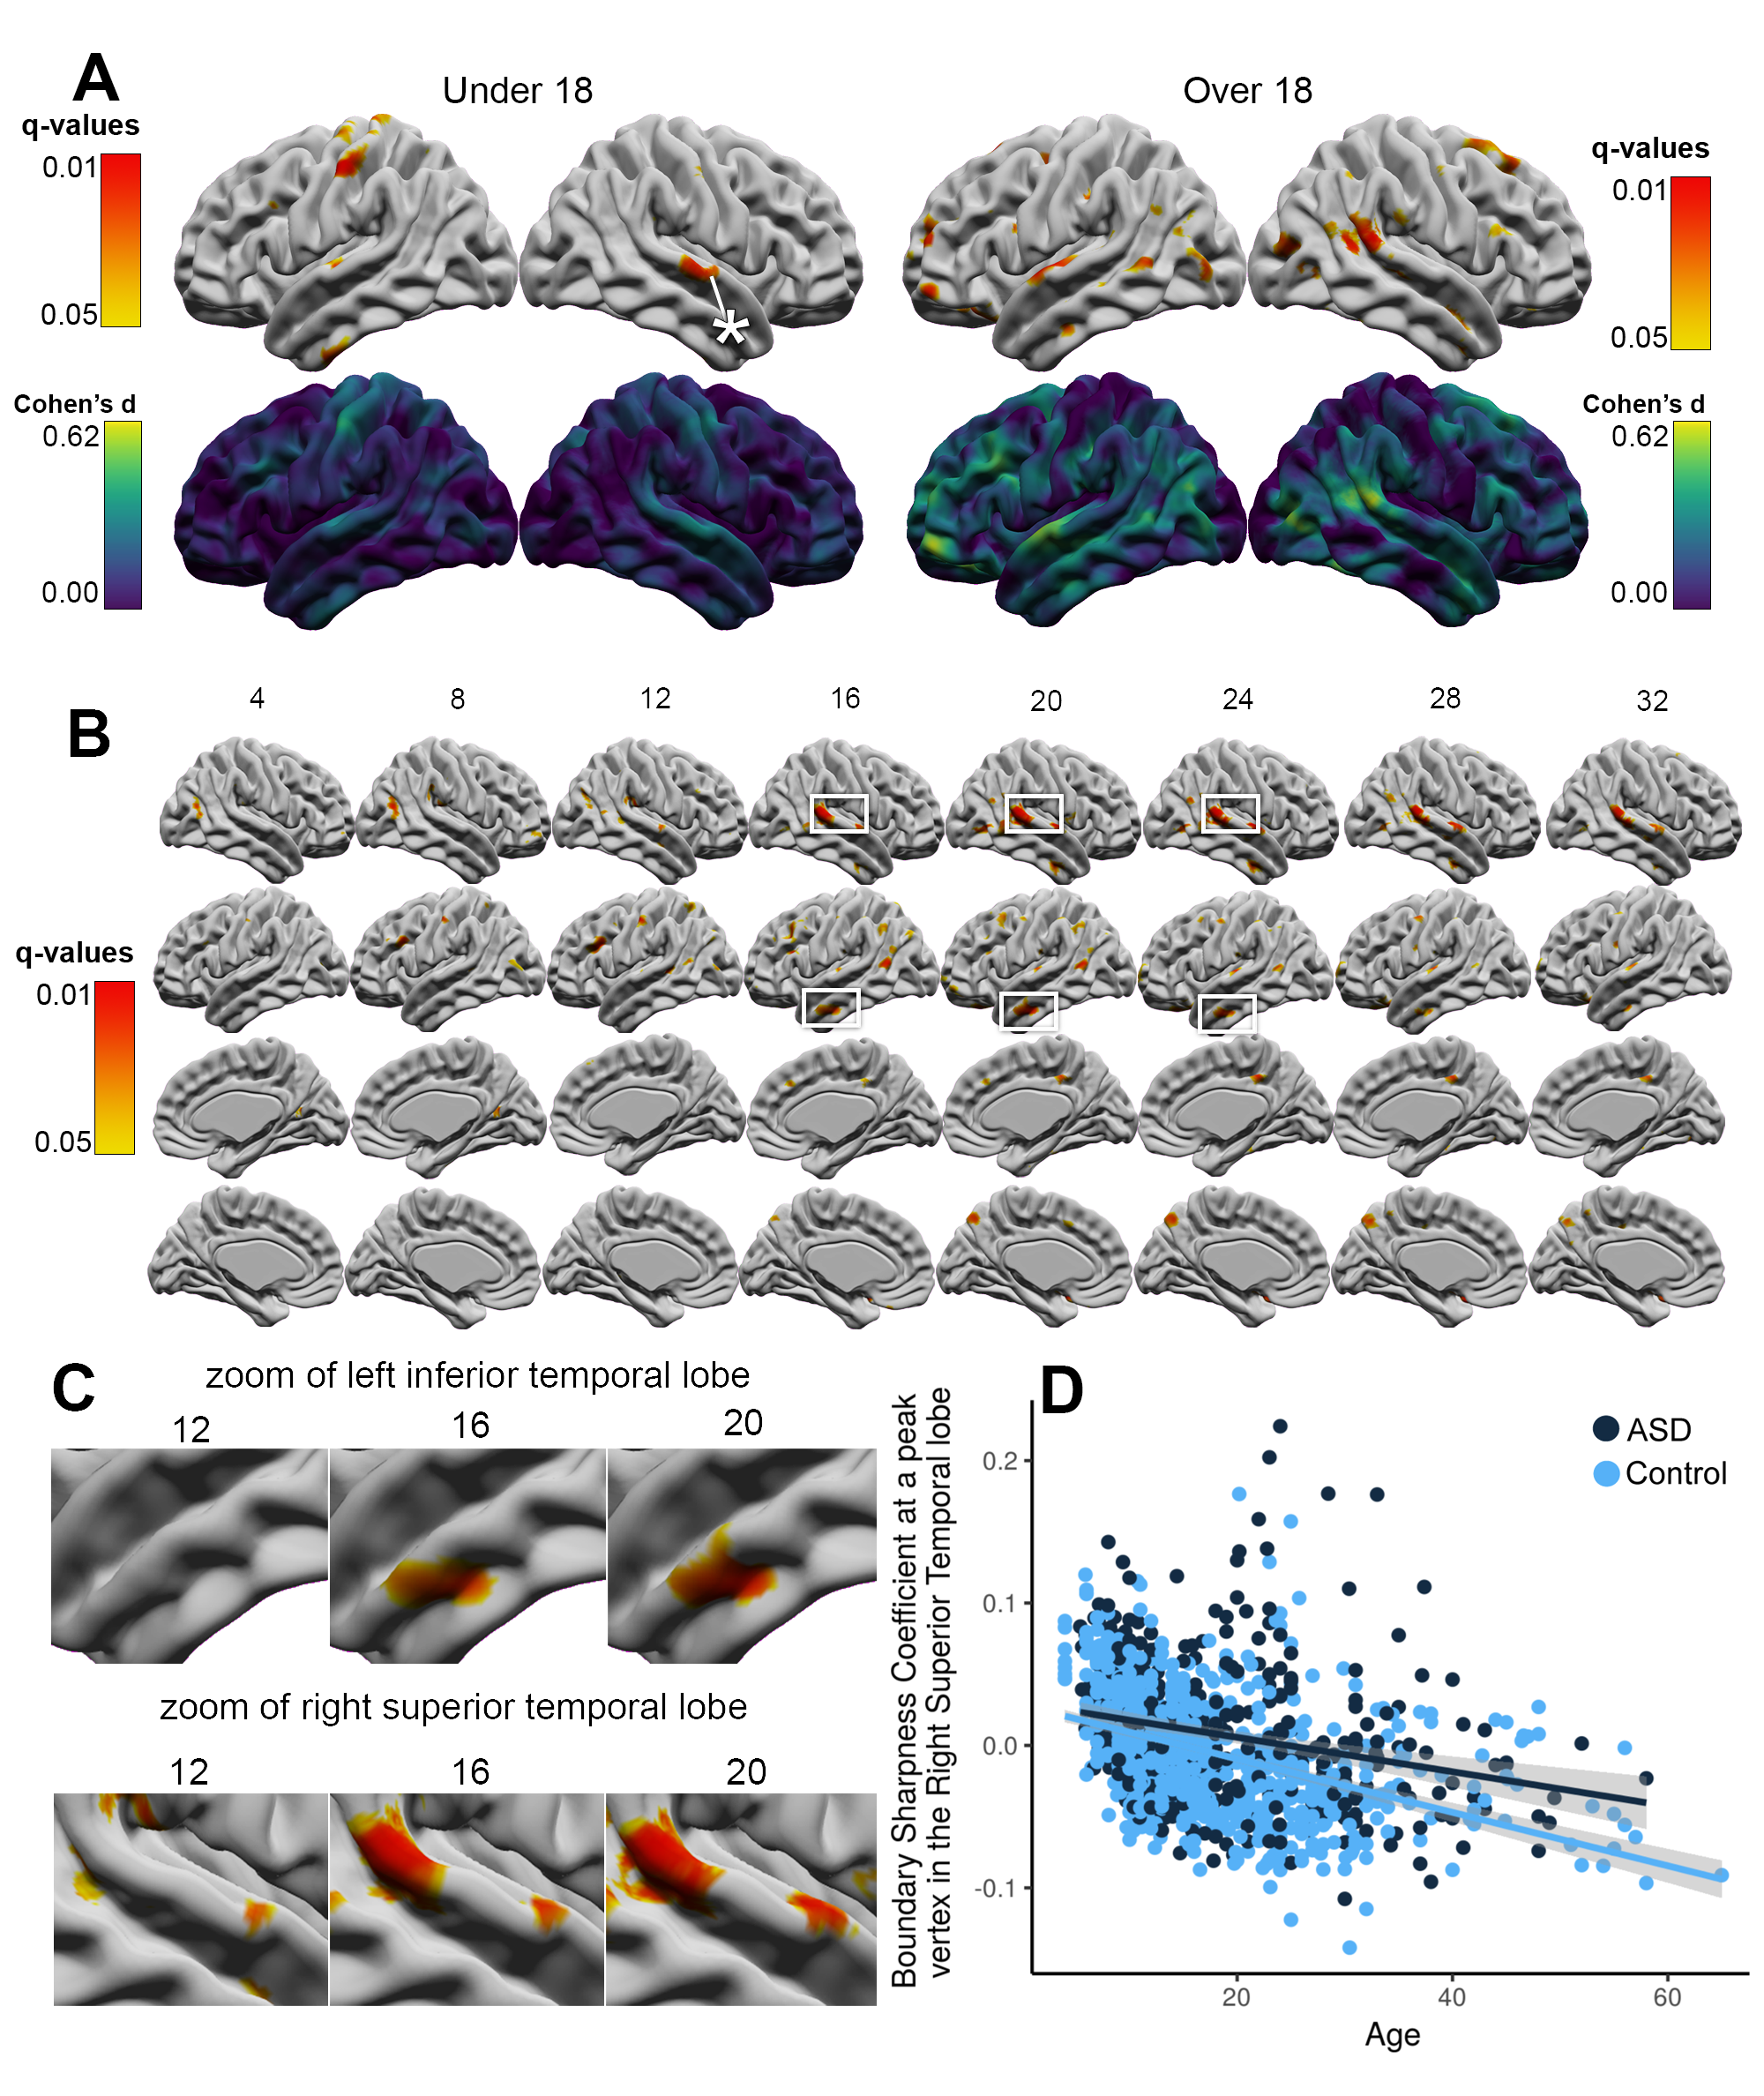 A
Under 18
Over 18
q-values
0.01
0.05
q-values
0.01
0.05
*
Cohen’s d
0.62
0.00
Cohen’s d
0.62
0.00
B
4 8 12 16 20 24 28 32
q-values
0.01
0.05
C
zoom of left inferior temporal lobe
12 16 20
zoom of right superior temporal lobe
12 16 20
D
Boundary Sharpness Coefficient at a peak
vertex in the Right Superior Temporal lobe
ASD
Control
0.2
0.1
0.0
-0.1
20 40 60
Age